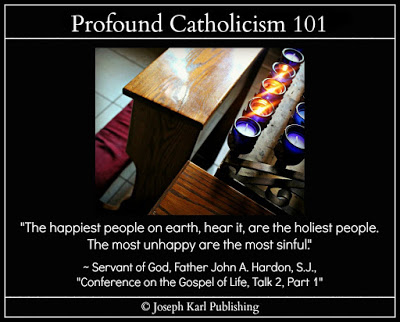 Profound Catholicism 101
"The happiest people on earth, hear it, are the holiest people.
The most unhappy are the most sinful."
~ Servant of God, Father John A. Hardon, S.J.,
"Conference on the Gospel of Life, Talk 2, Part 1"
© Joseph Karl Publishing